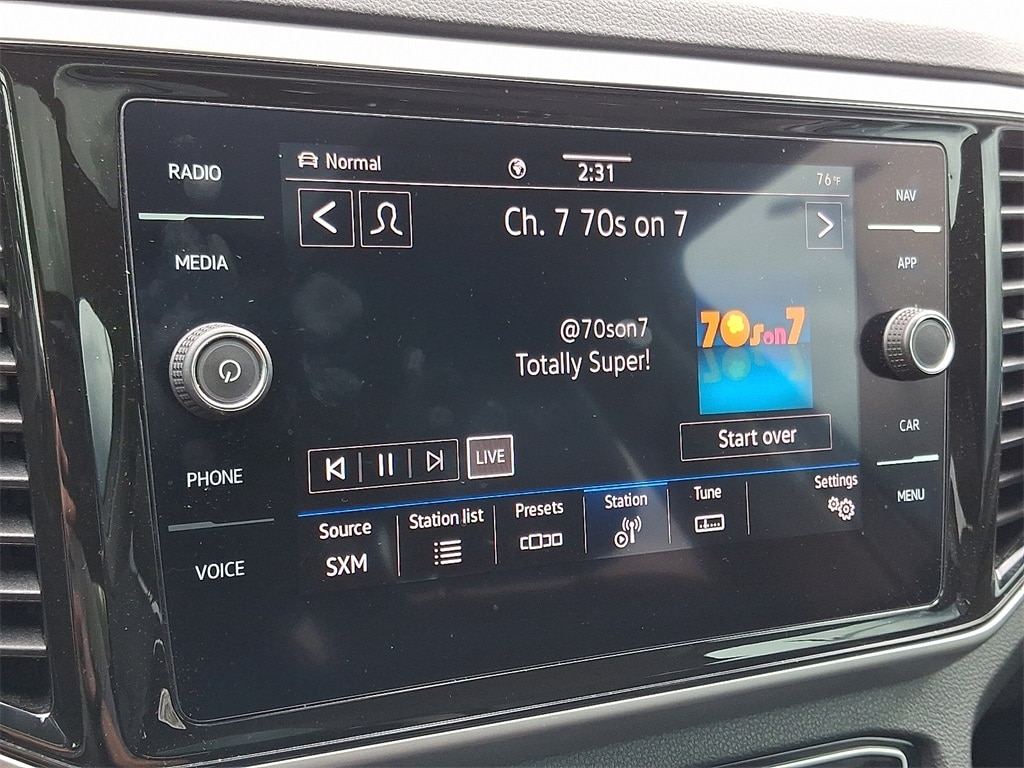 RADIO
MEDIA
PHONE
VOICE
Normal
2:31
76°F
Ch. 7 70s on 7
@70son7
Totally Super!
70son7
Start over
LIVE
Source
SXM
Station list
Presets
Station
Tune
Settings
NAV
APP
CAR
MENU